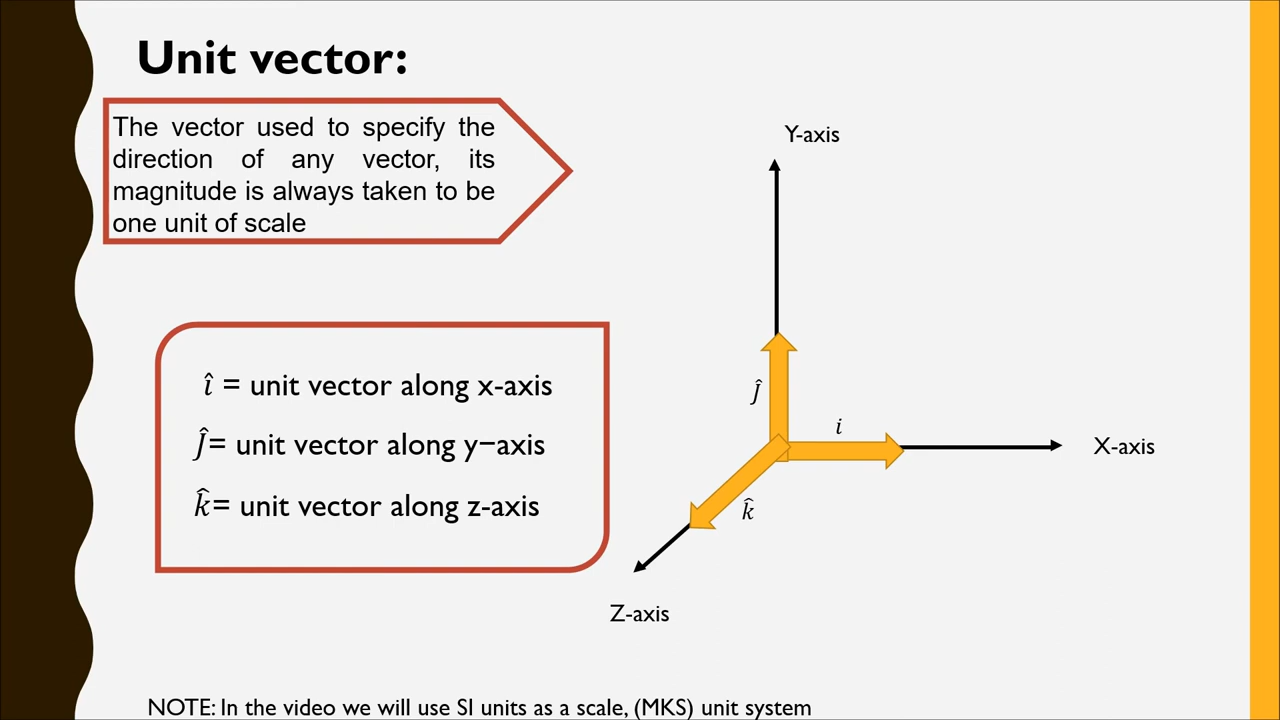 Unit vector:
The vector used to specify the
direction of any vector, its
magnitude is always taken to be
one unit of scale
î = unit vector along x-axis
ĵ= unit vector along y−axis
k̂= unit vector along z-axis
Y-axis
ĵ
i
X-axis
k̂
Z-axis
NOTE: In the video we will use SI units as a scale, (MKS) unit system